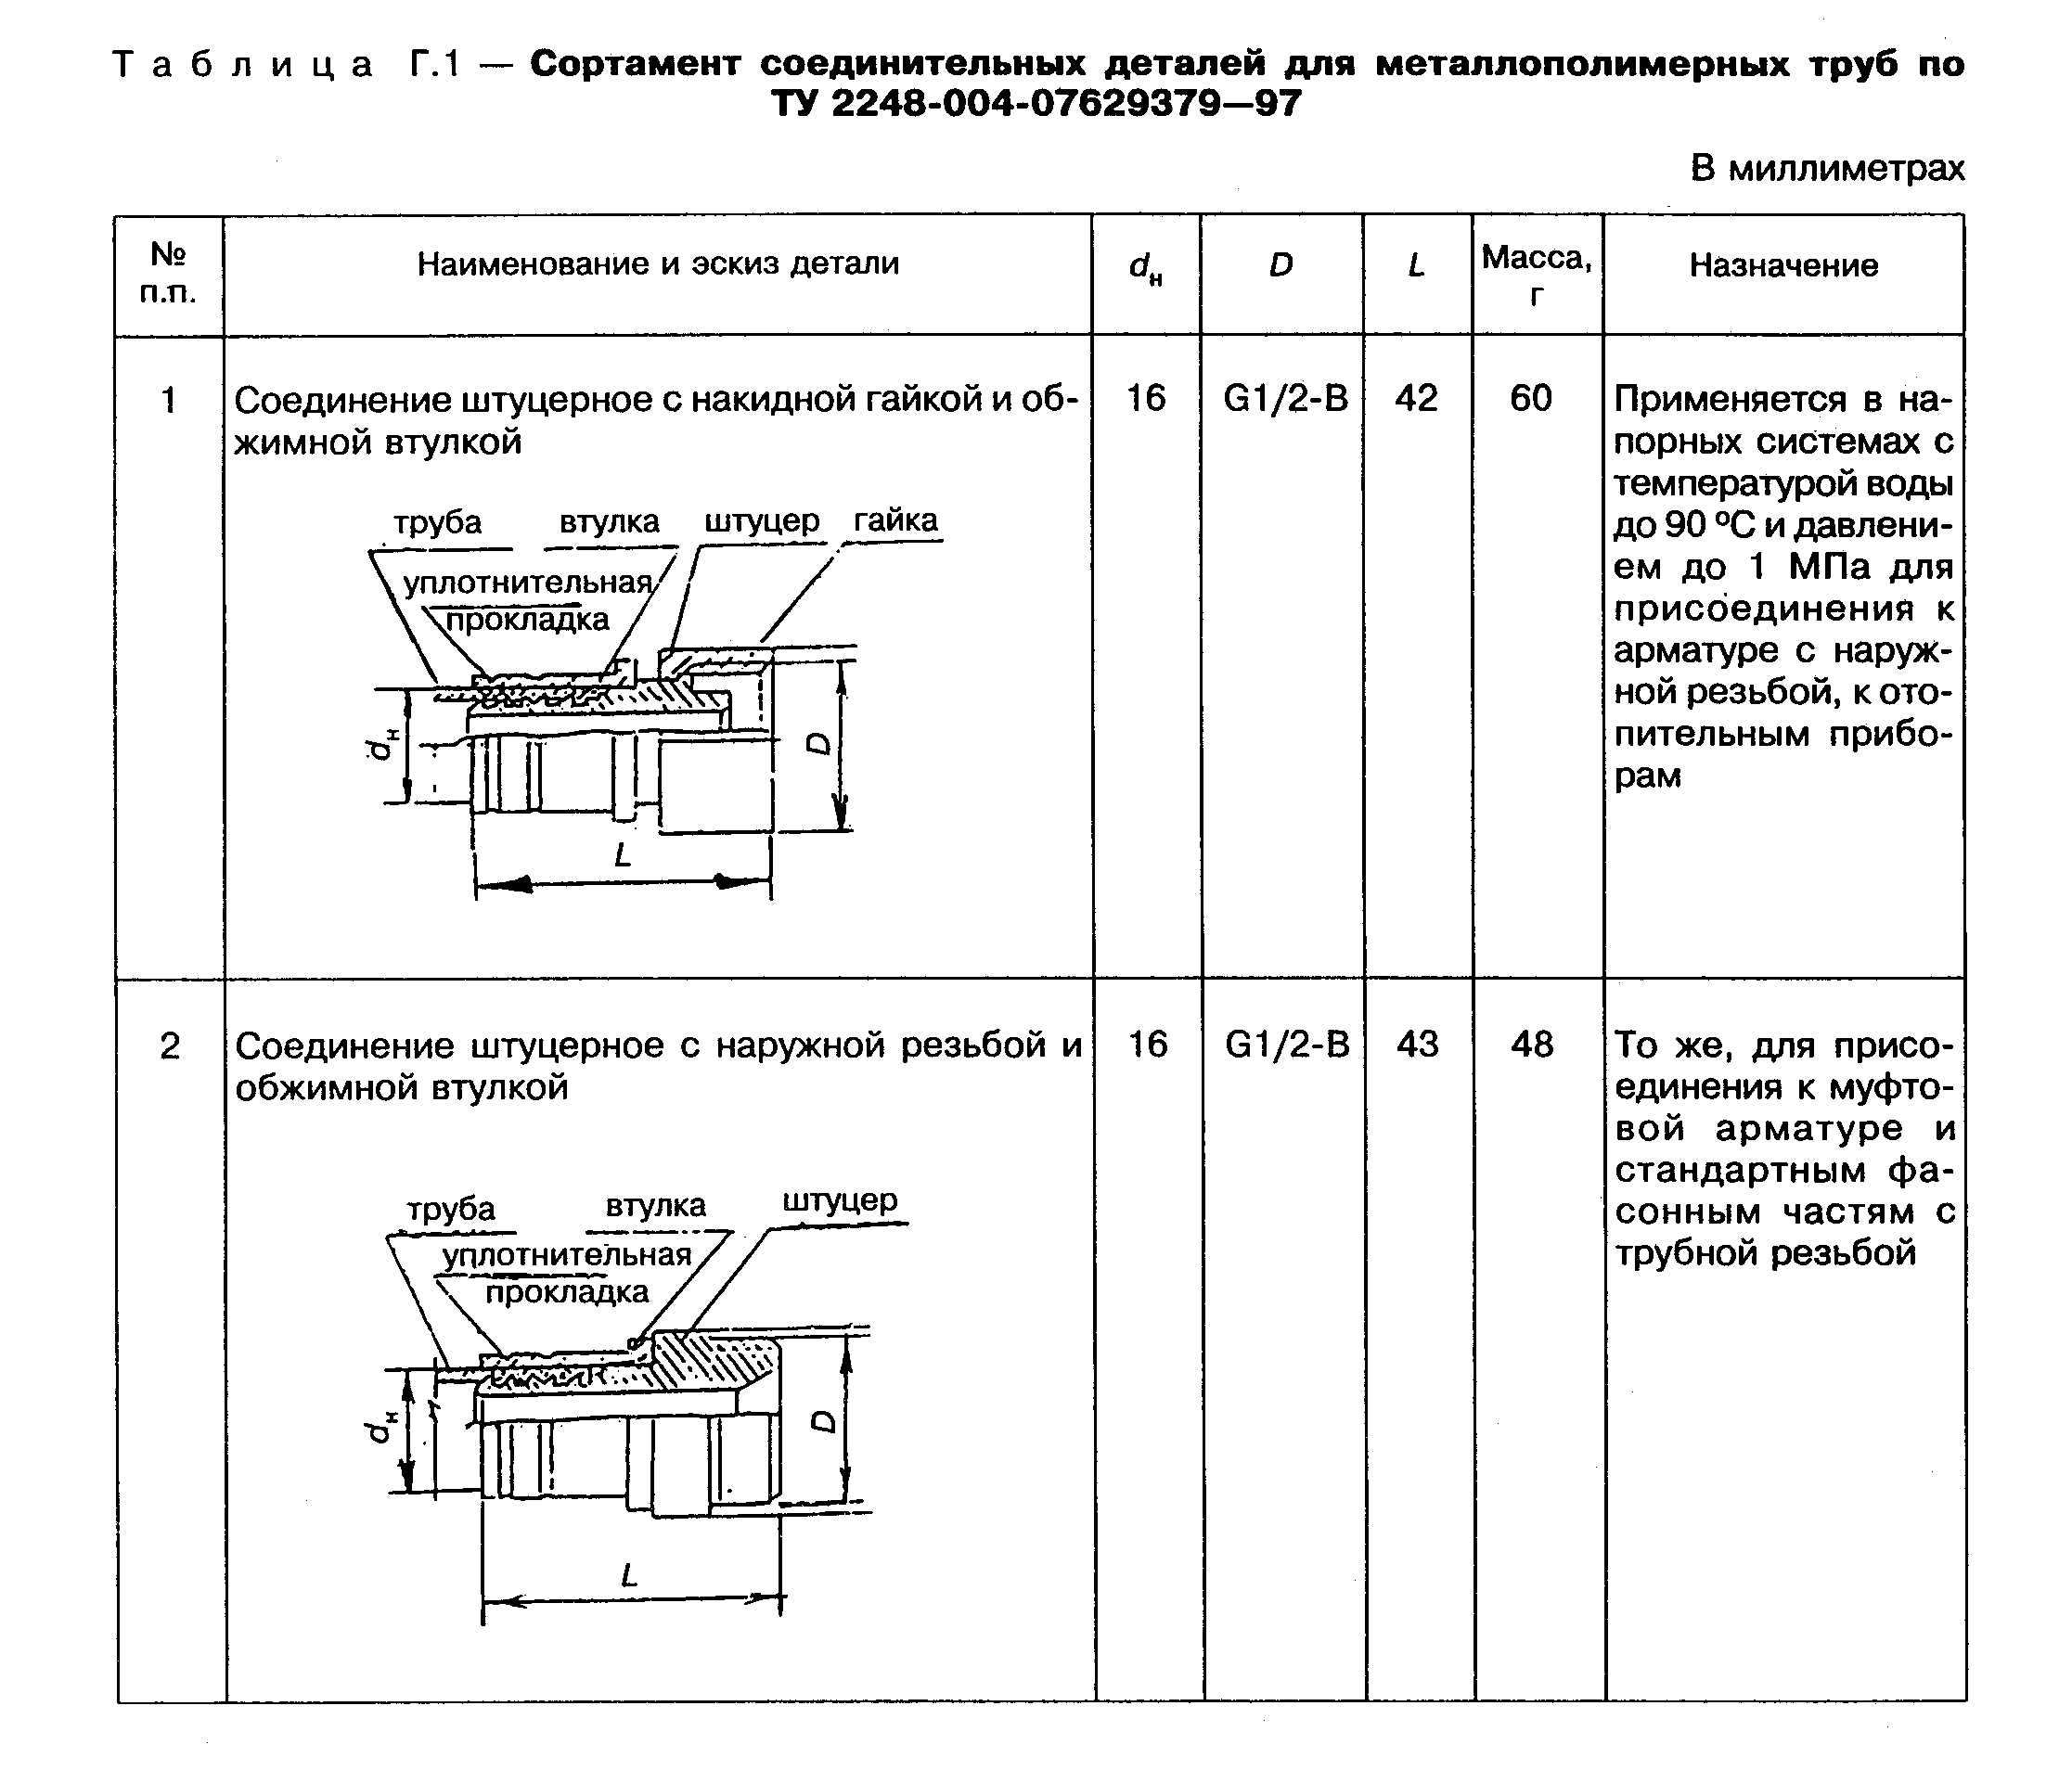 Таблица Г.1 — Сортамент соединительных деталей для металлополимерных труб по
ТУ 2248-004-07629379—97
В миллиметрах
№
п.п.
Наименование и эскиз детали
dн
D
L
Масса,
г
Назначение
1
Соединение штуцерное с накидной гайкой и об-
жимной втулкой
труба
втулка
штуцер
гайка
уплотнительная
прокладка
dн
D
L
16
G1/2-B
42
60
Применяется в на-
порных системах с
температурой воды
до 90 °С и давлени-
ем до 1 МПа для
присоединения к
арматуре с наруж-
ной резьбой, к ото-
пительным прибо-
рам
2
Соединение штуцерное с наружной резьбой и
обжимной втулкой
труба
втулка
штуцер
уплотнительная
прокладка
dн
D
L
16
G1/2-B
43
48
То же, для присо-
единения к муфто-
вой арматуре и
стандартным фа-
сонным частям с
трубной резьбой